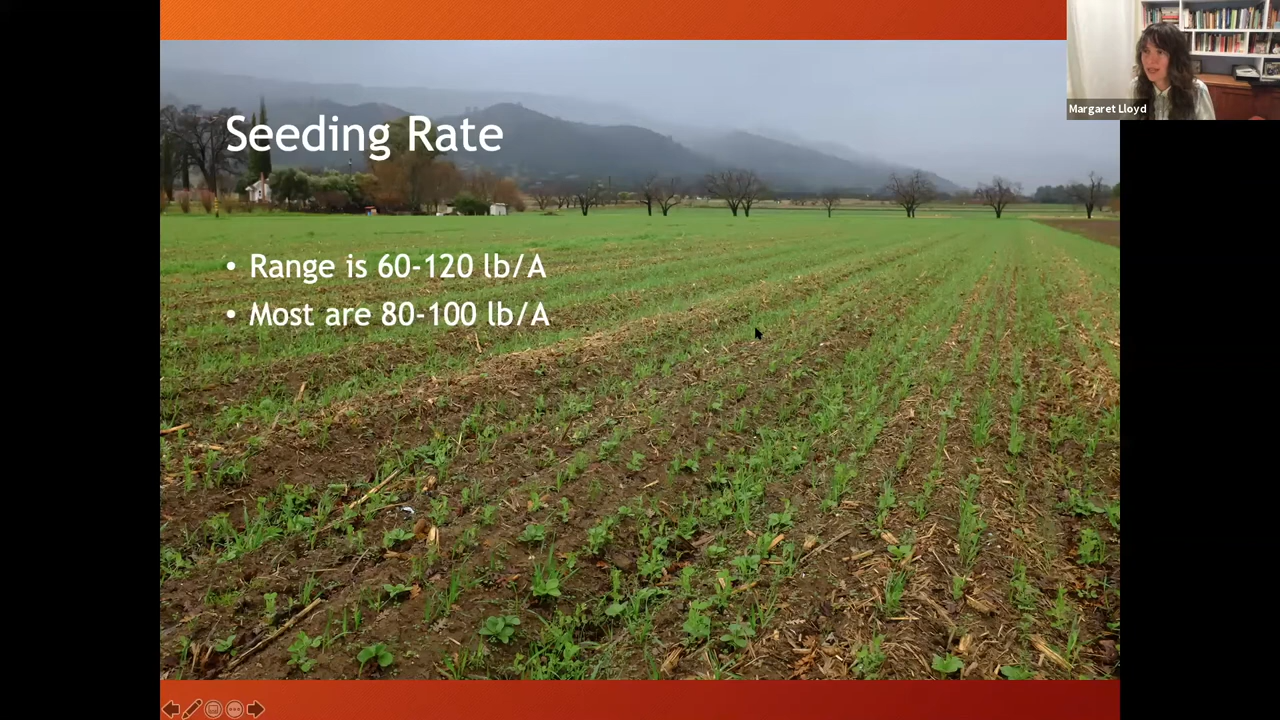 Seeding Rate
• Range is 60-120 lb/A
• Most are 80-100 lb/A
Margaret Lloyd